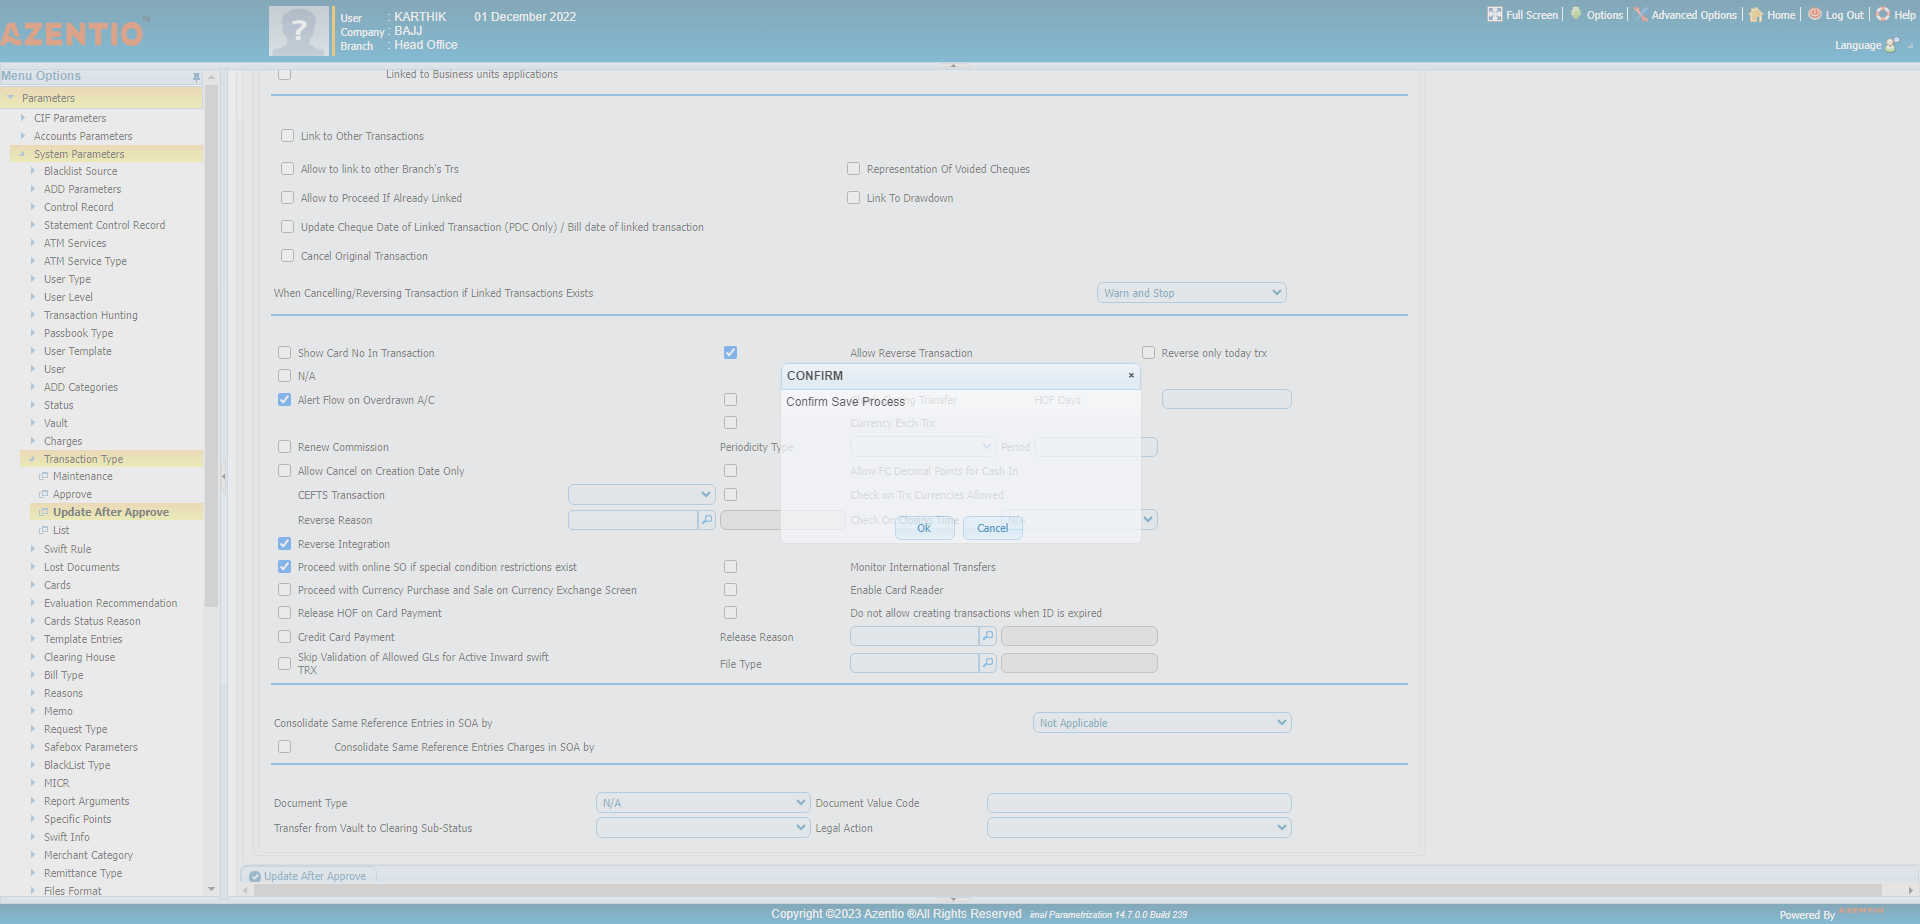 AZENTIO™
User : KARTHIK 01 December 2022
Company : BAJJ
Branch : Head Office
Full Screen Options Advanced Options Home Log Out Help
Language
Menu Options
Parameters
CIF Parameters
Accounts Parameters
System Parameters
Blacklist Source
ADD Parameters
Control Record
Statement Control Record
ATM Services
ATM Service Type
User Type
User Level
Transaction Hunting
Passbook Type
User Template
User
ADD Categories
Status
Vault
Charges
Transaction Type
Maintenance
Approve
Update After Approve
List
Swift Rule
Lost Documents
Cards
Evaluation Recommendation
Cards Status Reason
Template Entries
Clearing House
Bill Type
Reasons
Memo
Request Type
Safebox Parameters
BlackList Type
MICR
Report Arguments
Specific Points
Swift Info
Merchant Category
Remittance Type
Files Format
Linked to Business units applications
Link to Other Transactions
Allow to link to other Branch's Trs Representation Of Voided Cheques
Allow to Proceed If Already Linked Link To Drawdown
Update Cheque Date of Linked Transaction (PDC Only) / Bill date of linked transaction
Cancel Original Transaction
When Cancelling/Reversing Transaction if Linked Transactions Exists Warn and Stop
Show Card No In Transaction Allow Reverse Transaction Reverse only today trx
N/A
CONFIRM
Confirm Save Process
Ok Cancel
Alert Flow on Overdrawn A/C Transfer HOF Days
Currency Exch Trx
Renew Commission Periodicity Type Period
Allow Cancel on Creation Date Only Allow FC Decimal Points for Cash In
CEFTS Transaction Check on Trx Currencies Allowed
Reverse Reason Check On Closing Time N/A
Reverse Integration
Proceed with online SO if special condition restrictions exist Monitor International Transfers
Proceed with Currency Purchase and Sale on Currency Exchange Screen Enable Card Reader
Release HOF on Card Payment Do not allow creating transactions when ID is expired
Credit Card Payment Release Reason
Skip Validation of Allowed GLs for Active Inward swift
TRX File Type
Consolidate Same Reference Entries in SOA by Not Applicable
Consolidate Same Reference Entries Charges in SOA by
Document Type N/A Document Value Code
Transfer from Vault to Clearing Sub-Status Legal Action
Update After Approve
Copyright ©2023 Azentio ®All Rights Reserved imal Parametrization 14.7.0.0 Build 239
Powered By AZENTIO